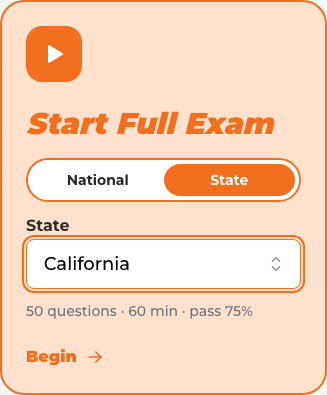 Start Full Exam
National State
State
California
50 questions · 60 min · pass 75%
Begin →